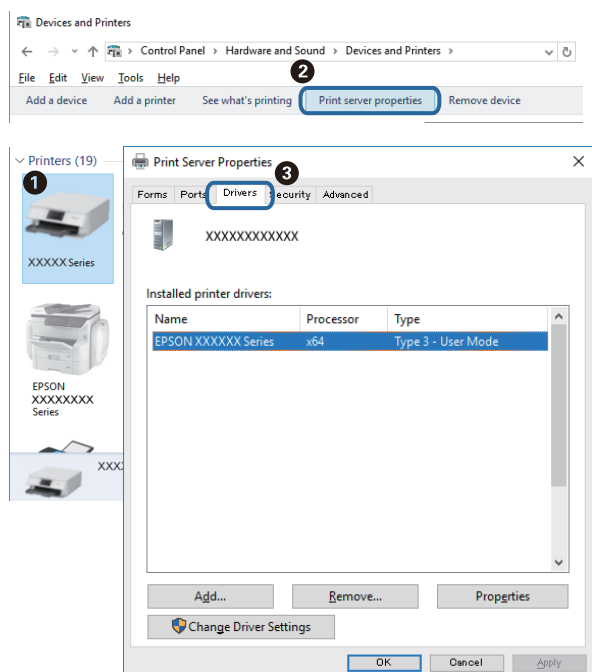 Devices and Printers
Control Panel > Hardware and Sound > Devices and Printers >
2
File Edit View Tools Help
Add a device Add a printer See what's printing Print server properties Remove device
Printers (19)
1
XXXXX Series
EPSON
XXXXXXXX
Series
XXX
Print Server Properties
3
Forms Ports Drivers Security Advanced
XXXXXXXXXXXX
Installed printer drivers:
Name Processor Type
EPSON XXXXXX Series x64 Type 3 - User Mode
Add... Remove... Properties
Change Driver Settings
OK Cancel Apply